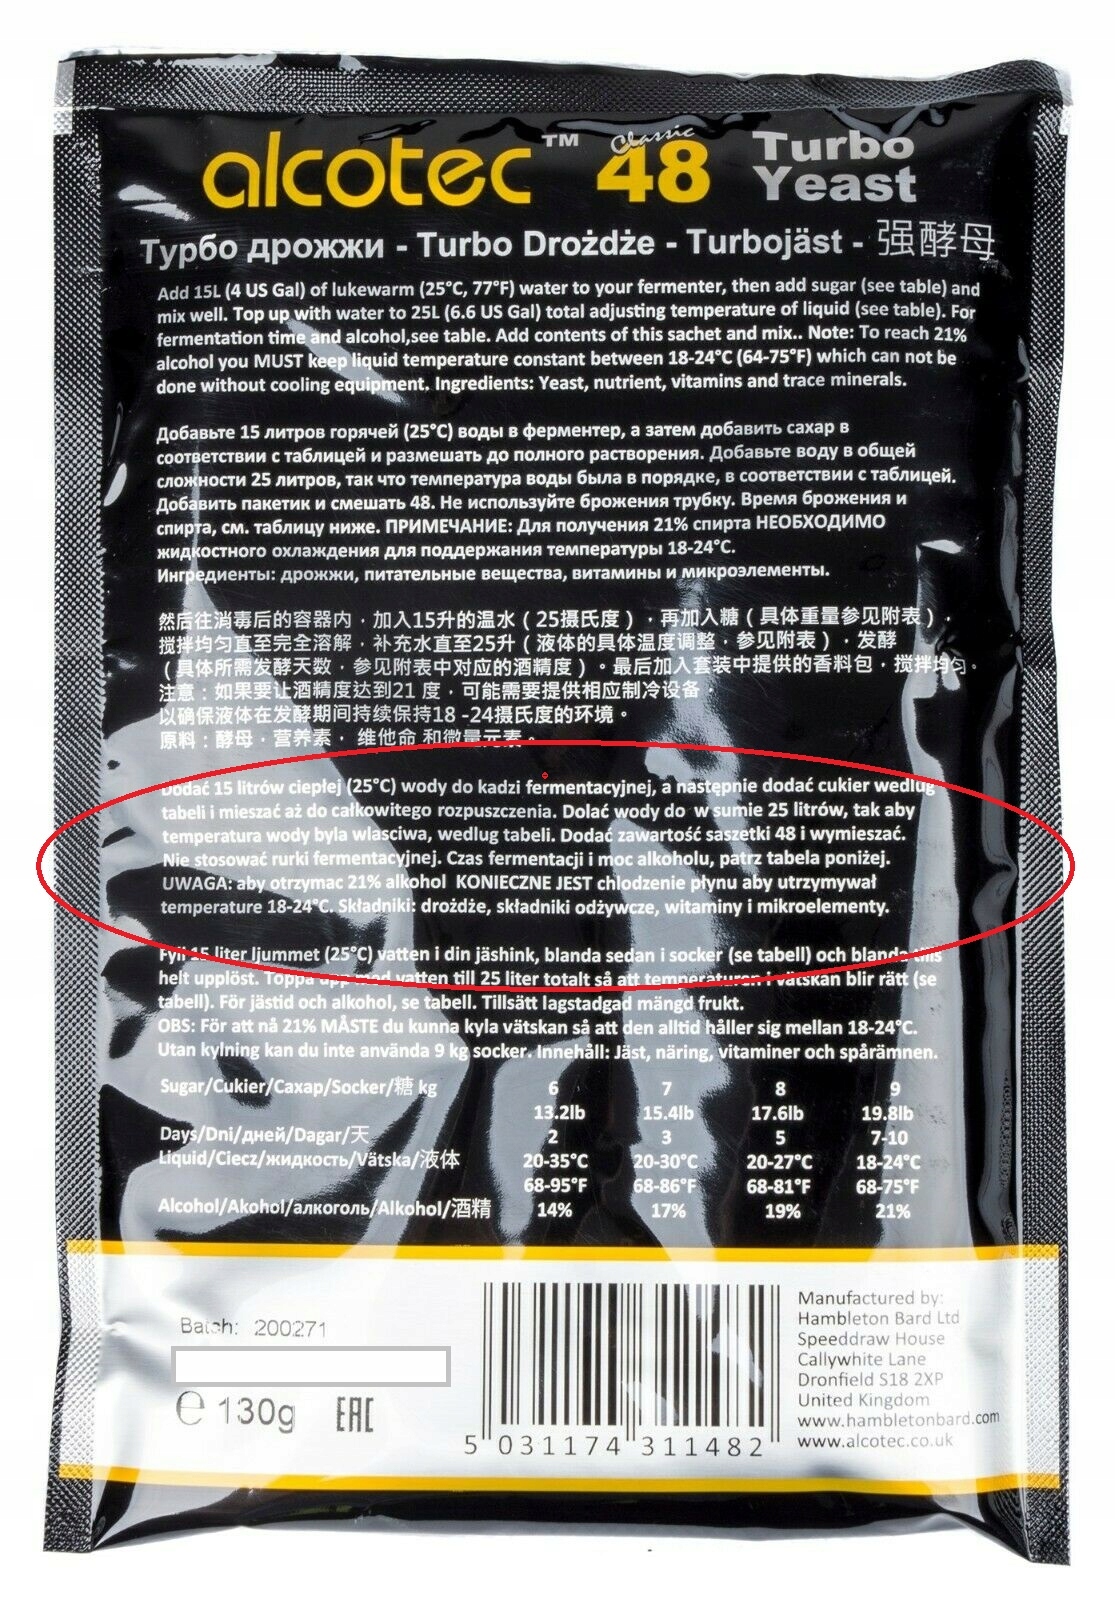 alcotec™ Classic 48 Turbo Yeast
Турбо дрожжи - Turbo Drożdże - Turbojäst - 强酵母
Add 15L (4 US Gal) of lukewarm (25°C, 77°F) water to your fermenter, then add sugar (see table) and
mix well. Top up with water to 25L (6.6 US Gal) total adjusting temperature of liquid (see table). For
fermentation time and alcohol,see table. Add contents of this sachet and mix.. Note: To reach 21%
alcohol you MUST keep liquid temperature constant between 18-24°C (64-75°F) which can not be
done without cooling equipment. Ingredients: Yeast, nutrient, vitamins and trace minerals.
Добавьте 15 литров горячей (25°C) воды в ферментер, а затем добавить сахар в
соответствии с таблицей и размешать до полного растворения. Добавьте воду в общей
сложности 25 литров, так что температура воды была в порядке, в соответствии с таблицей.
Добавить пакетик и смешать 48. Не используйте брожения трубку. Время брожения и
спирта, см. таблицу ниже. ПРИМЕЧАНИЕ: Для получения 21% спирта НЕОБХОДИМО
жидкостного охлаждения для поддержания температуры 18-24°C.
Ингредиенты: дрожжи, питательные вещества, витамины и микроэлементы.
然后往消毒后的容器内，加入15升的温水（25摄氏度），再加入糖（具体重量参见附表），
搅拌均匀直至完全溶解，补充水直至25升（液体的具体温度调整，参见附表），发酵
（具体所需发酵天数，参见附表中对应的酒精度）。最后加入套装中提供的香料包，搅拌均匀。
注意：如果要让酒精度达到21 度，可能需要提供相应制冷设备，
以确保液体在发酵期间持续保持18 -24摄氏度的环境。
原料：酵母，营养素， 维他命 和微量元素。
Dodać 15 litrów ciepłej (25°C) wody do kadzi fermentacyjnej, a następnie dodać cukier wedlug
tabeli i mieszać aż do całkowitego rozpuszczenia. Dolać wody do w sumie 25 litrów, tak aby
temperatura wody byla wlasciwa, wedlug tabeli. Dodać zawartość saszetki 48 i wymieszać.
Nie stosować rurki fermentacyjnej. Czas fermentacji i moc alkoholu, patrz tabela poniżej.
UWAGA: aby otrzymac 21% alkohol KONIECZNE JEST chlodzenie płynu aby utrzymywał
temperature 18-24°C. Składniki: drożdże, składniki odżywcze, witaminy i mikroelementy.
Fyll 15 liter ljummet (25°C) vatten i din jäshink, blanda sedan i socker (se tabell) och blanda tills
helt upplöst. Toppa upp med vatten till 25 liter totalt så att temperaturen i vätskan blir rätt (se
tabell). För jästid och alkohol, se tabell. Tillsätt lagstadgad mängd frukt.
OBS: För att nå 21% MÅSTE du kunna kyla vätskan så att den alltid håller sig mellan 18-24°C.
Utan kylning kan du inte använda 9 kg socker. Innehåll: Jäst, näring, vitaminer och spårämnen.
Sugar/Cukier/Сахар/Socker/糖 kg 6 7 8 9
13.2lb 15.4lb 17.6lb 19.8lb
Days/Dni/дней/Dagar/天 2 3 5 7-10
Liquid/Ciecz/жидкость/Vätska/液体 20-35°C 20-30°C 20-27°C 18-24°C
68-95°F 68-86°F 68-81°F 68-75°F
Alcohol/Akohol/алкоголь/Alkohol/酒精 14% 17% 19% 21%
Batch: 200271
℮ 130g EAC
5 031174 311482
Manufactured by:
Hambleton Bard Ltd
Speeddraw House
Callywhite Lane
Dronfield S18 2XP
United Kingdom
www.hambletonbard.com
www.alcotec.co.uk